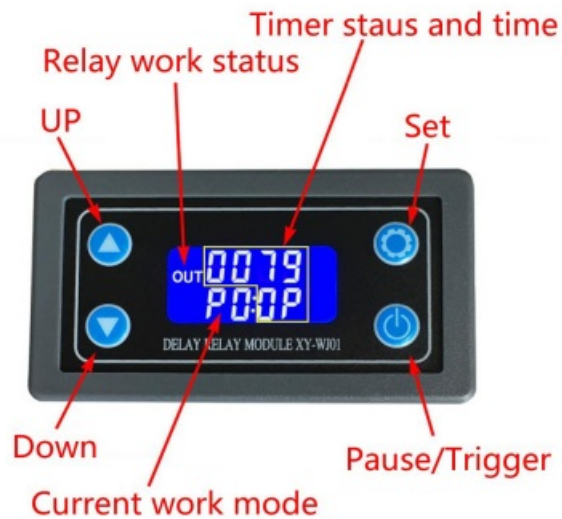 Timer staus and time
Relay work status
UP
Set
OUT 0079
P0:0P
DELAY RELAY MODULE XY-WJ01
Down
Pause/Trigger
Current work mode